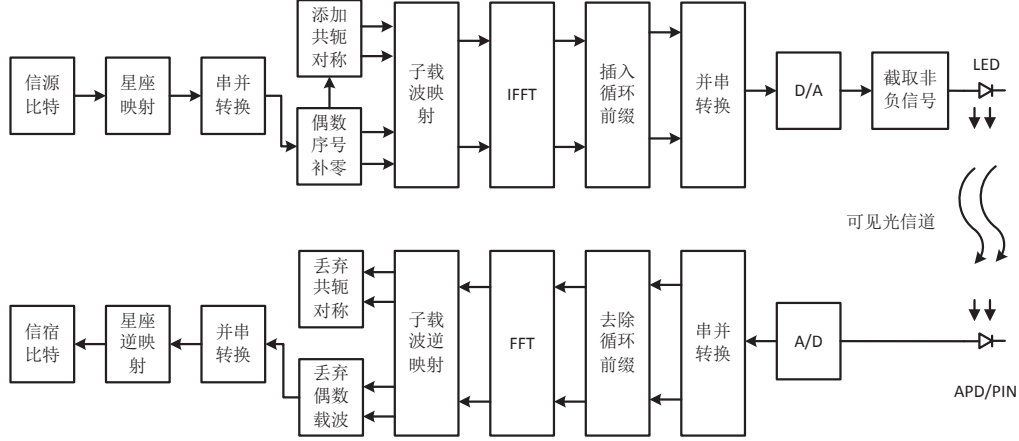 信源
比特
星座
映射
串并
转换
添加
共轭
对称
偶数
序号
补零
子载
波映
射
IFFT
插入
循环
前缀
并串
转换
D/A
截取非
负信号
LED
可见光信道
信宿
比特
星座
逆映
射
并串
转换
丢弃
共轭
对称
丢弃
偶数
载波
子载
波逆
映射
FFT
去除
循环
前缀
串并
转换
A/D
APD/PIN